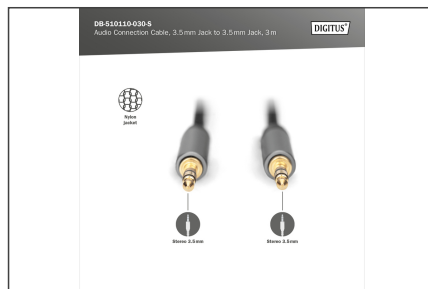 DB-510110-030-S
Audio Connection Cable, 3.5 mm Jack to 3.5 mm Jack, 3 m
DIGITUS®
Nylon
jacket
Stereo 3.5mm
Stereo 3.5mm